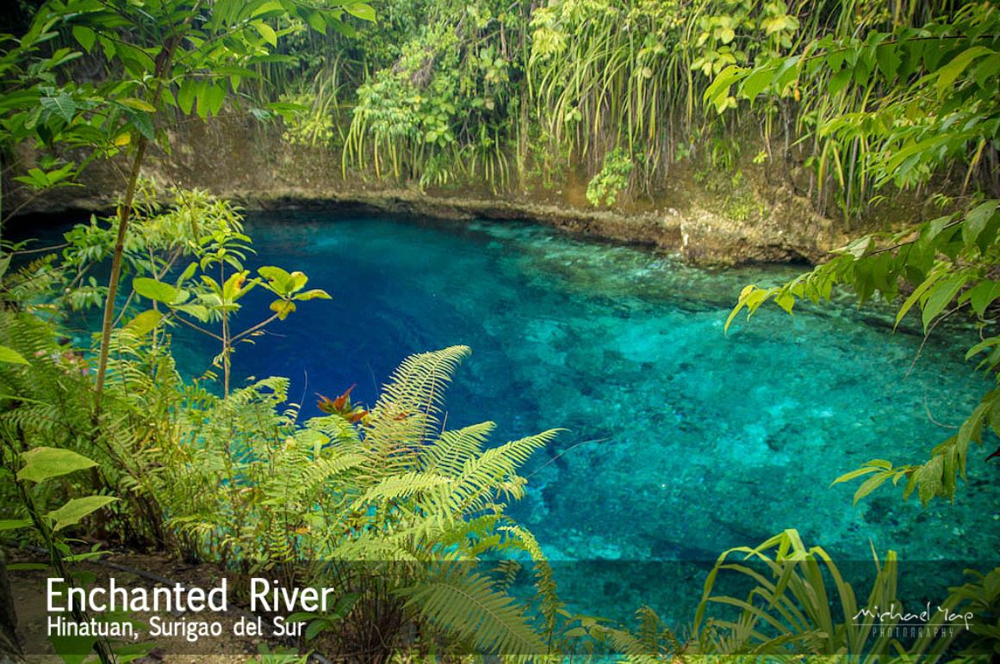 Enchanted River
Hinatuan, Surigao del Sur
Michael Yap
PHOTOGRAPHY